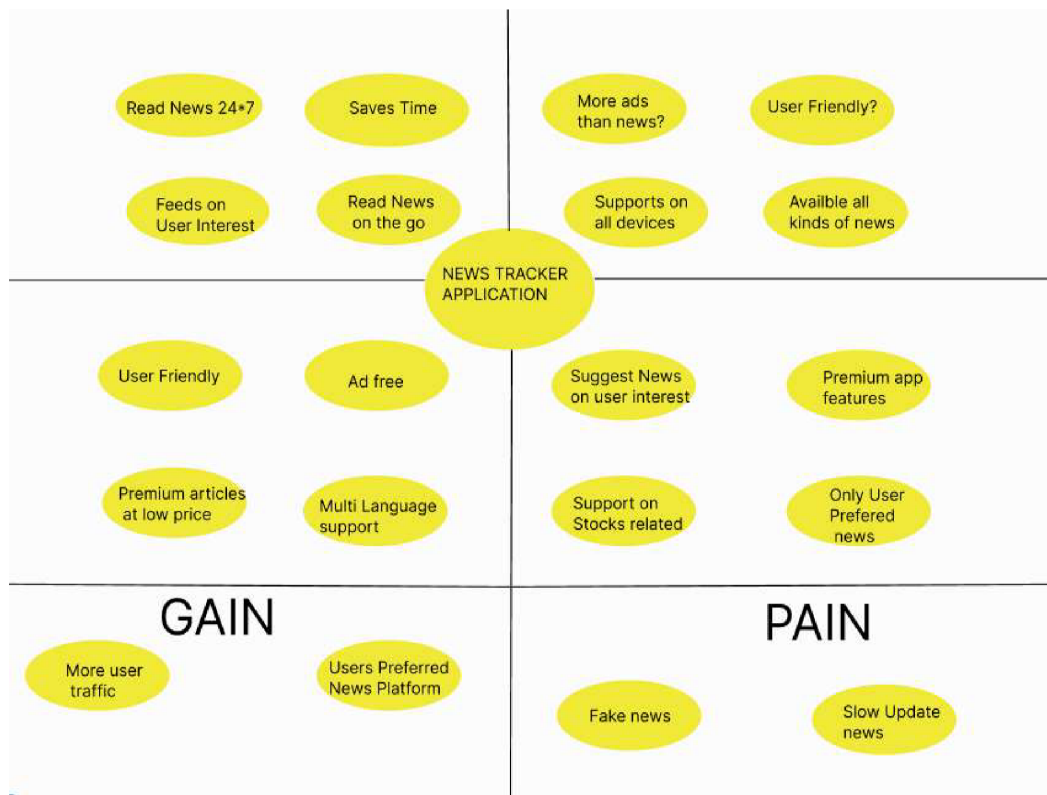 Read News 24*7
Saves Time
Feeds on
User Interest
Read News
on the go
More ads
than news?
User Friendly?
Supports on
all devices
Availble all
kinds of news
NEWS TRACKER
APPLICATION
User Friendly
Ad free
Premium articles
at low price
Multi Language
support
Suggest News
on user interest
Premium app
features
Support on
Stocks related
Only User
Prefered
news
GAIN
More user
traffic
Users Preferred
News Platform
PAIN
Fake news
Slow Update
news